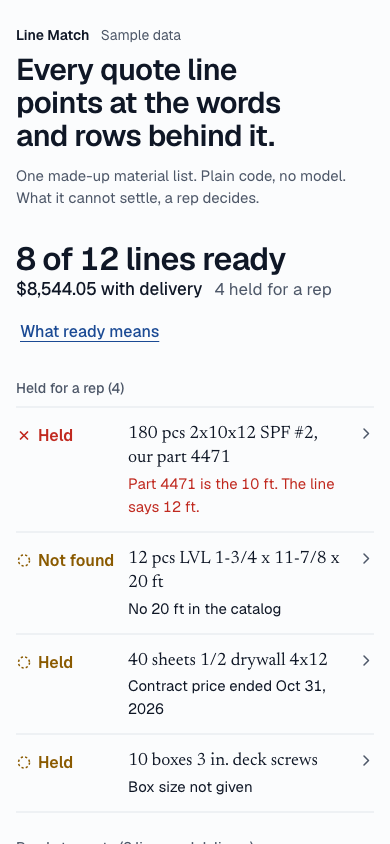 Line Match Sample data
Every quote line
points at the words
and rows behind it.
One made-up material list. Plain code, no model.
What it cannot settle, a rep decides.
8 of 12 lines ready
$8,544.05 with delivery 4 held for a rep
What ready means
Held for a rep (4)
Held
180 pcs 2x10x12 SPF #2,
our part 4471
Part 4471 is the 10 ft. The line
says 12 ft.
Not found
12 pcs LVL 1-3/4 x 11-7/8 x
20 ft
No 20 ft in the catalog
Held
40 sheets 1/2 drywall 4x12
Contract price ended Oct 31,
2026
Held
10 boxes 3 in. deck screws
Box size not given